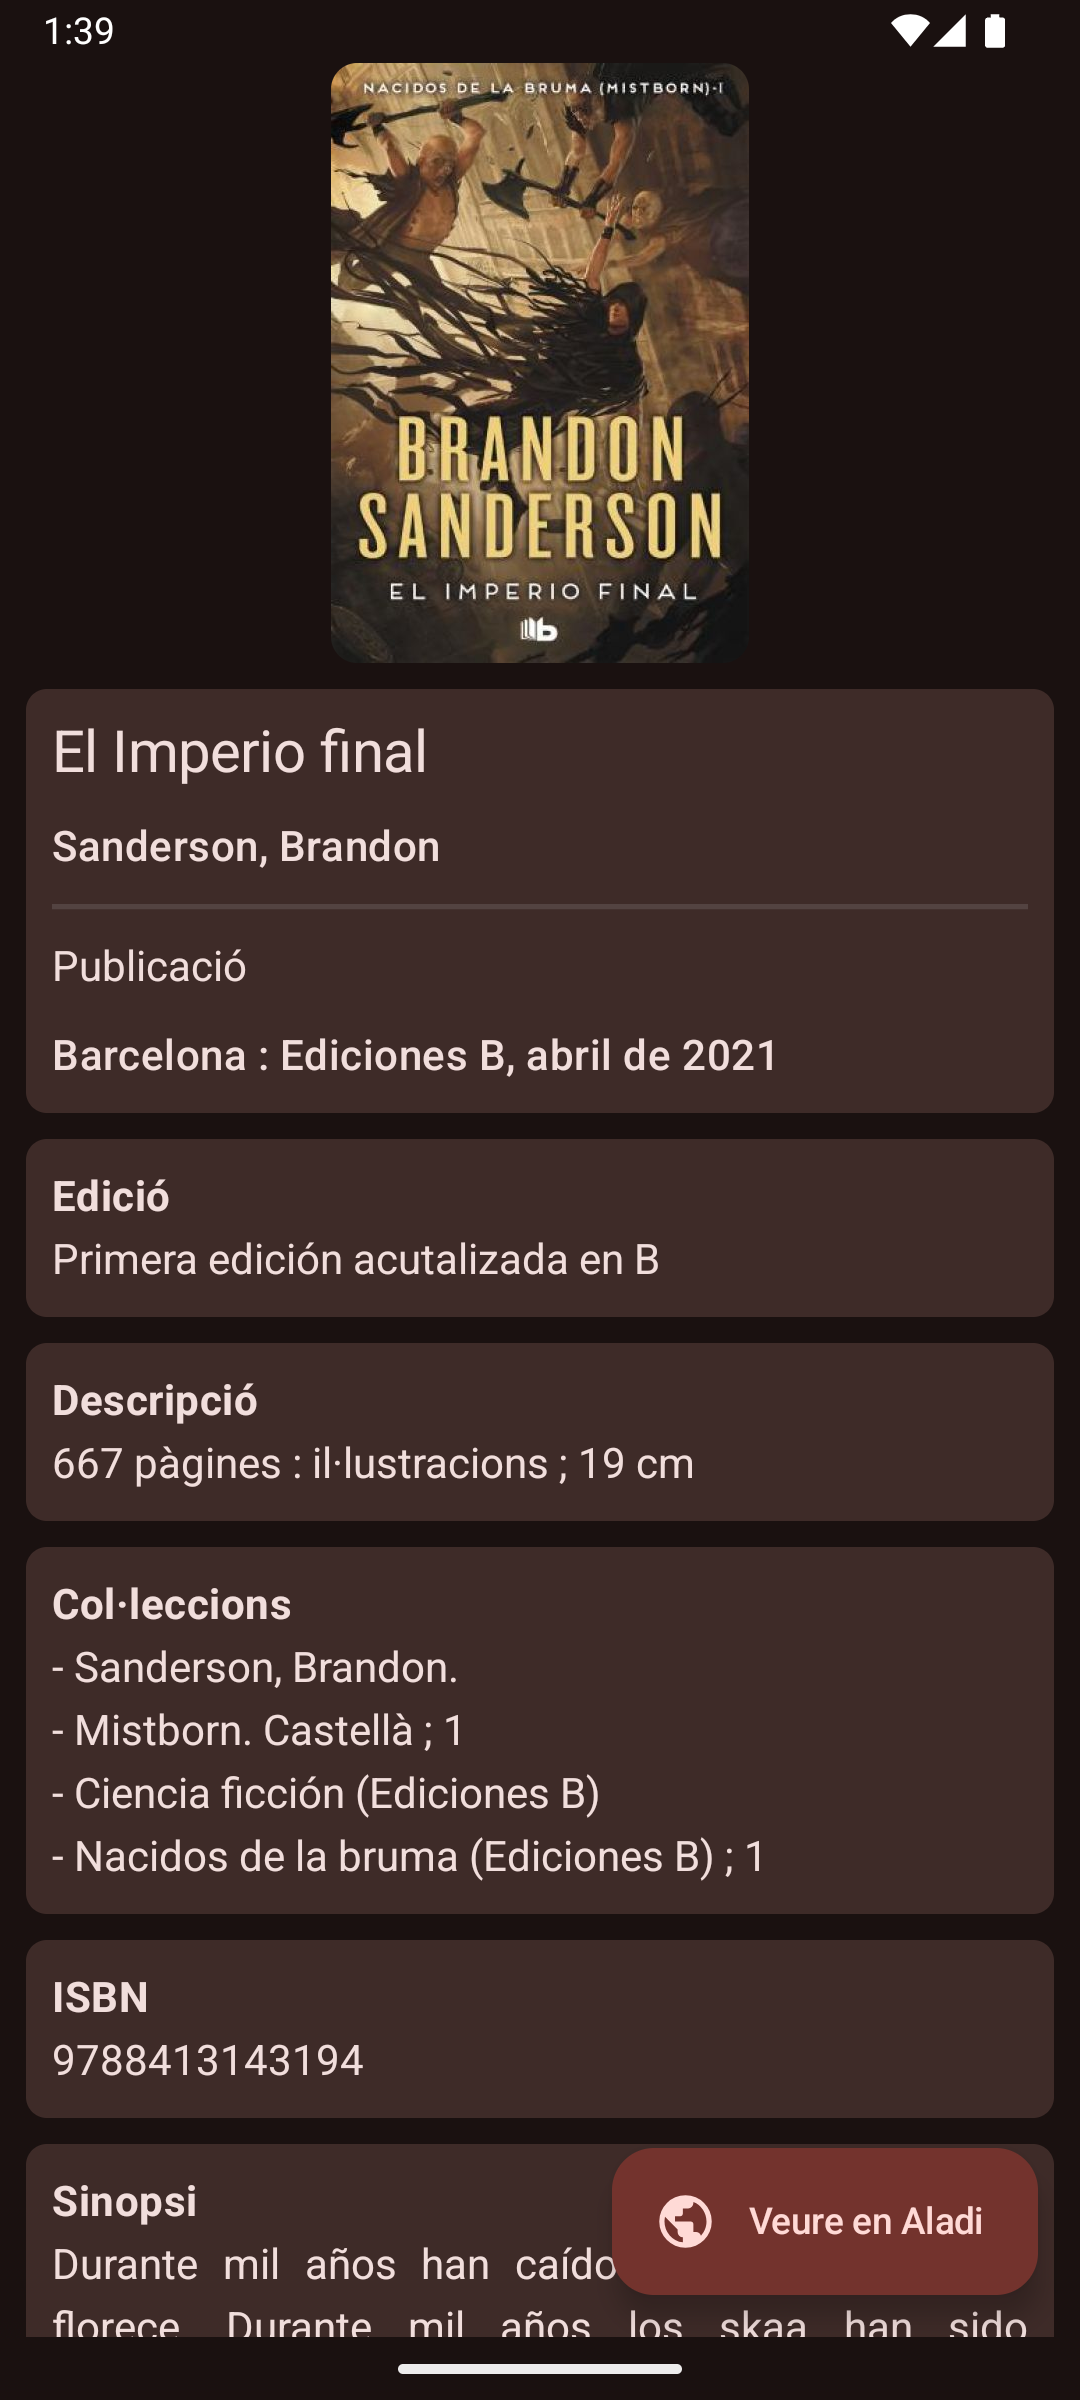 1:39
NACIDOS DE LA BRUMA (MISTBORN)·I
BRANDON
SANDERSON
EL IMPERIO FINAL
b
El Imperio final
Sanderson, Brandon
Publicació
Barcelona : Ediciones B, abril de 2021
Edició
Primera edición acutalizada en B
Descripció
667 pàgines : il·lustracions ; 19 cm
Col·leccions
- Sanderson, Brandon.
- Mistborn. Castellà ; 1
- Ciencia ficción (Ediciones B)
- Nacidos de la bruma (Ediciones B) ; 1
ISBN
9788413143194
Sinopsi
Durante mil años han caído
florece. Durante mil años los skaa han sido
Veure en Aladi